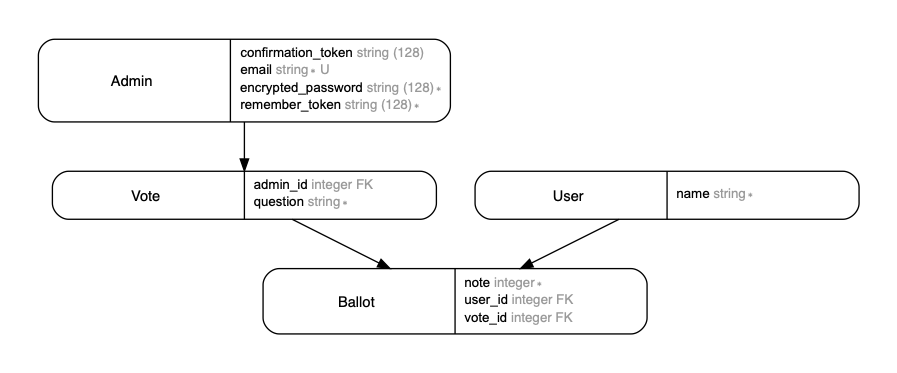 Admin
confirmation_token string (128)
email string* U
encrypted_password string (128)*
remember_token string (128)*
Vote
admin_id integer FK
question string*
User
name string*
Ballot
note integer*
user_id integer FK
vote_id integer FK